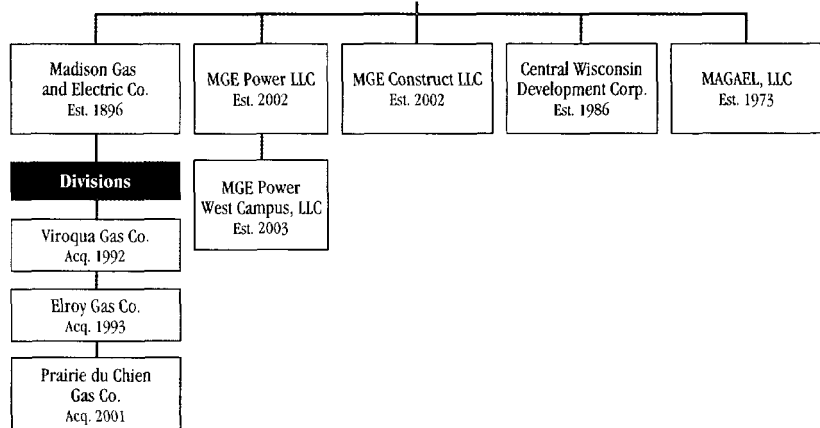 Madison Gas
and Electric Co.
Est. 1896
MGE Power LLC
Est. 2002
MGE Construct LLC
Est. 2002
Central Wisconsin
Development Corp.
Est. 1986
MAGAEL, LLC
Est. 1973
Divisions
Viroqua Gas Co.
Acq. 1992
Elroy Gas Co.
Acq. 1993
Prairie du Chien
Gas Co.
Acq. 2001
MGE Power
West Campus, LLC
Est. 2003